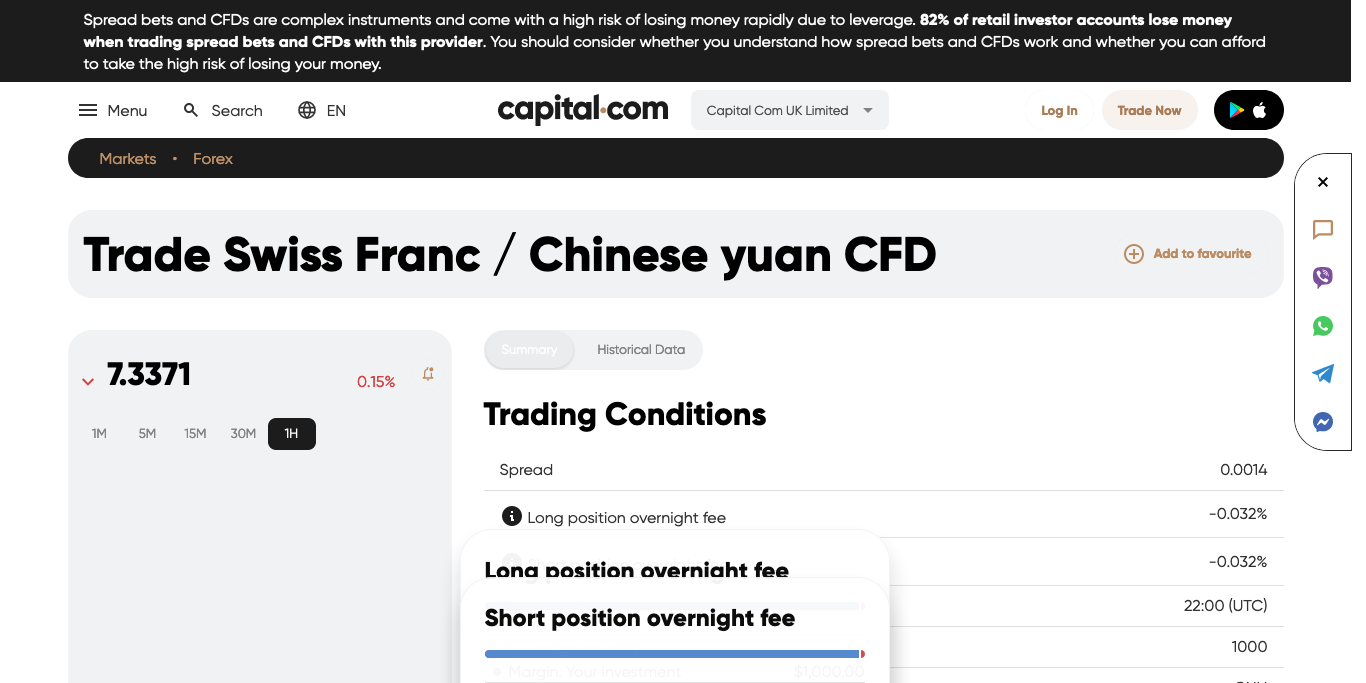 Spread bets and CFDs are complex instruments and come with a high risk of losing money rapidly due to leverage. 82% of retail investor accounts lose money
when trading spread bets and CFDs with this provider. You should consider whether you understand how spread bets and CFDs work and whether you can afford
to take the high risk of losing your money.
Menu Search EN capital.com Capital Com UK Limited Log In Trade Now
Markets • Forex
Trade Swiss Franc / Chinese yuan CFD Add to favourite
7.3371 0.15%
1M 5M 15M 30M 1H
Summary Historical Data
Trading Conditions
Spread 0.0014
Long position overnight fee -0.032%
-0.032%
Long position overnight fee
22:00 (UTC)
Short position overnight fee
1000
Margin. Your investment $1,000.00